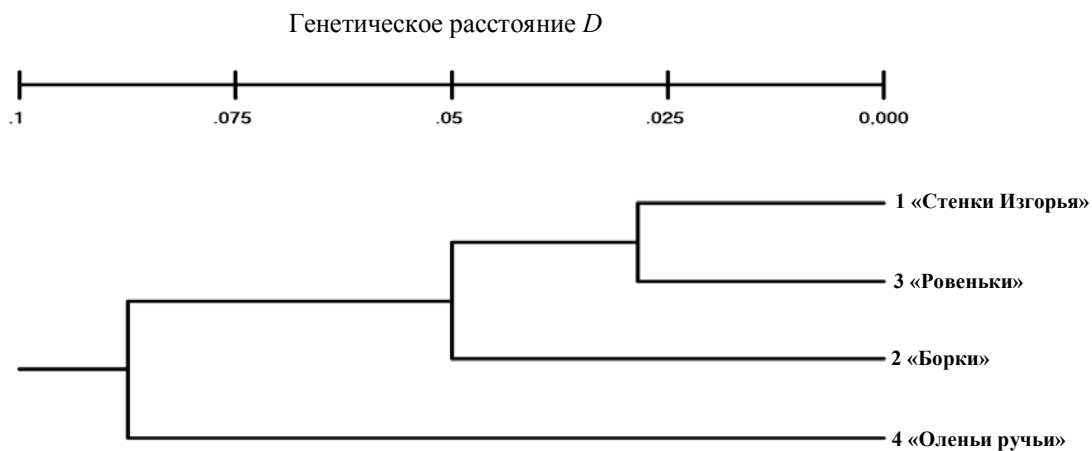 Генетическое расстояние D
.1 .075 .05 .025 0.000
1 «Стенки Изгорья»
3 «Ровеньки»
2 «Борки»
4 «Оленьи ручьи»